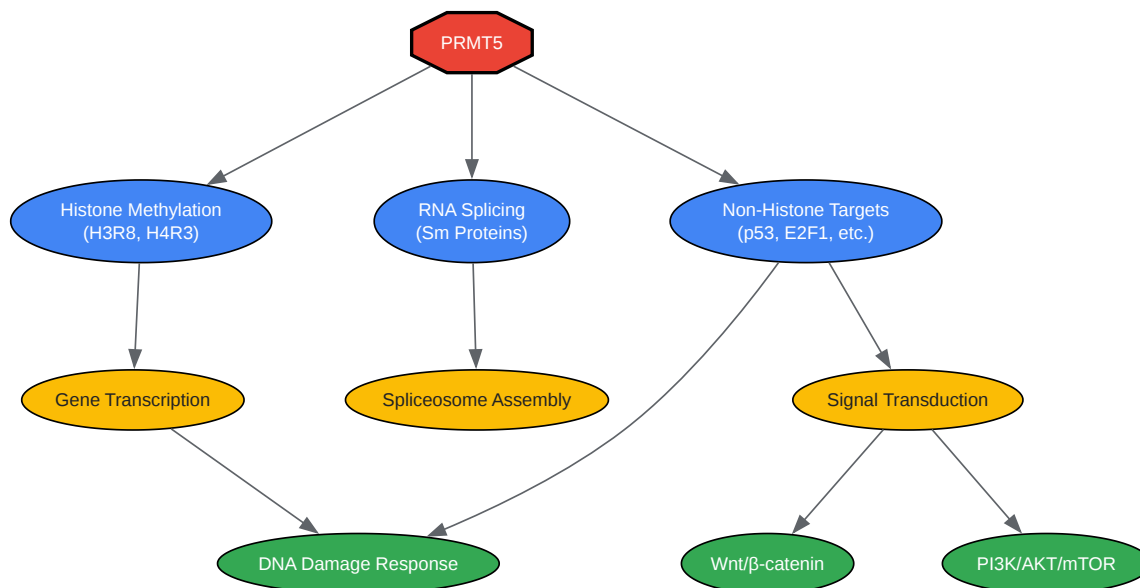 PRMT5
Histone Methylation
(H3R8, H4R3)
RNA Splicing
(Sm Proteins)
Non-Histone Targets
(p53, E2F1, etc.)
Gene Transcription
Spliceosome Assembly
Signal Transduction
DNA Damage Response
Wnt/β-catenin
PI3K/AKT/mTOR